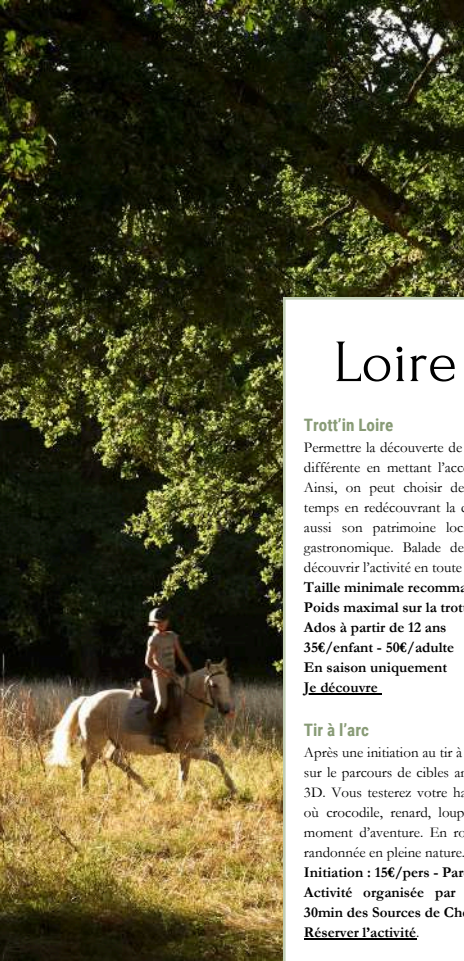 Loire
Trott'in Loire
Permettre la découverte de
différente en mettant l'acc
Ainsi, on peut choisir de
temps en redécouvrant la
aussi son patrimoine loc
gastronomique. Balade de
découvrir l'activité en toute
Taille minimale recomma
Poids maximal sur la trott
Ados à partir de 12 ans
35€/enfant - 50€/adulte
En saison uniquement
Je découvre
Tir à l'arc
Après une initiation au tir à
sur le parcours de cibles an
3D. Vous testerez votre ha
où crocodile, renard, loup
moment d'aventure. En ro
randonnée en pleine nature.
Initiation : 15€/pers - Par
Activité organisée par
30min des Sources de Che
Réserver l'activité.